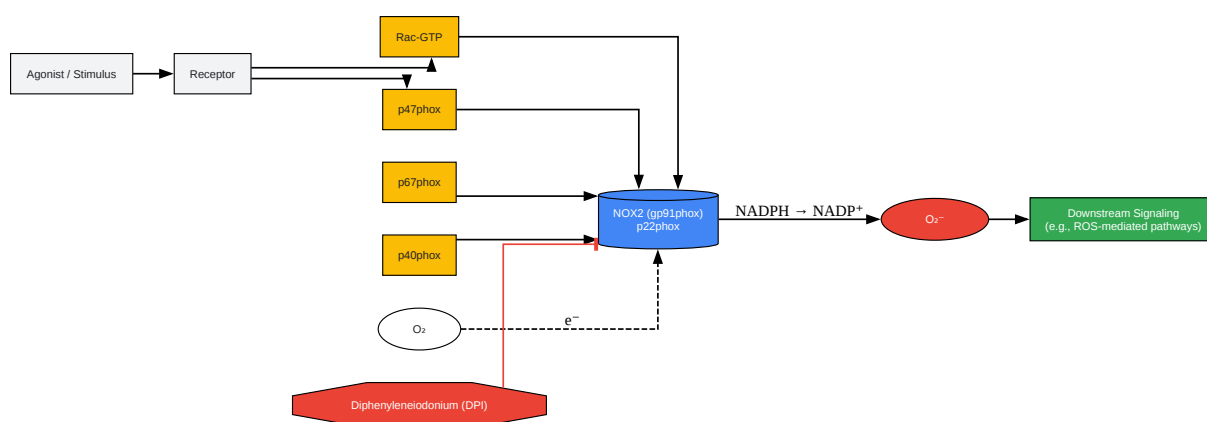 Rac-GTP
Agonist / Stimulus
Receptor
p47phox
p67phox
NOX2 (gp91phox)
p22phox
NADPH → NADP⁺
O₂⁻
Downstream Signaling
(e.g., ROS-mediated pathways)
p40phox
O₂
e⁻
Diphenyleneiodonium (DPI)